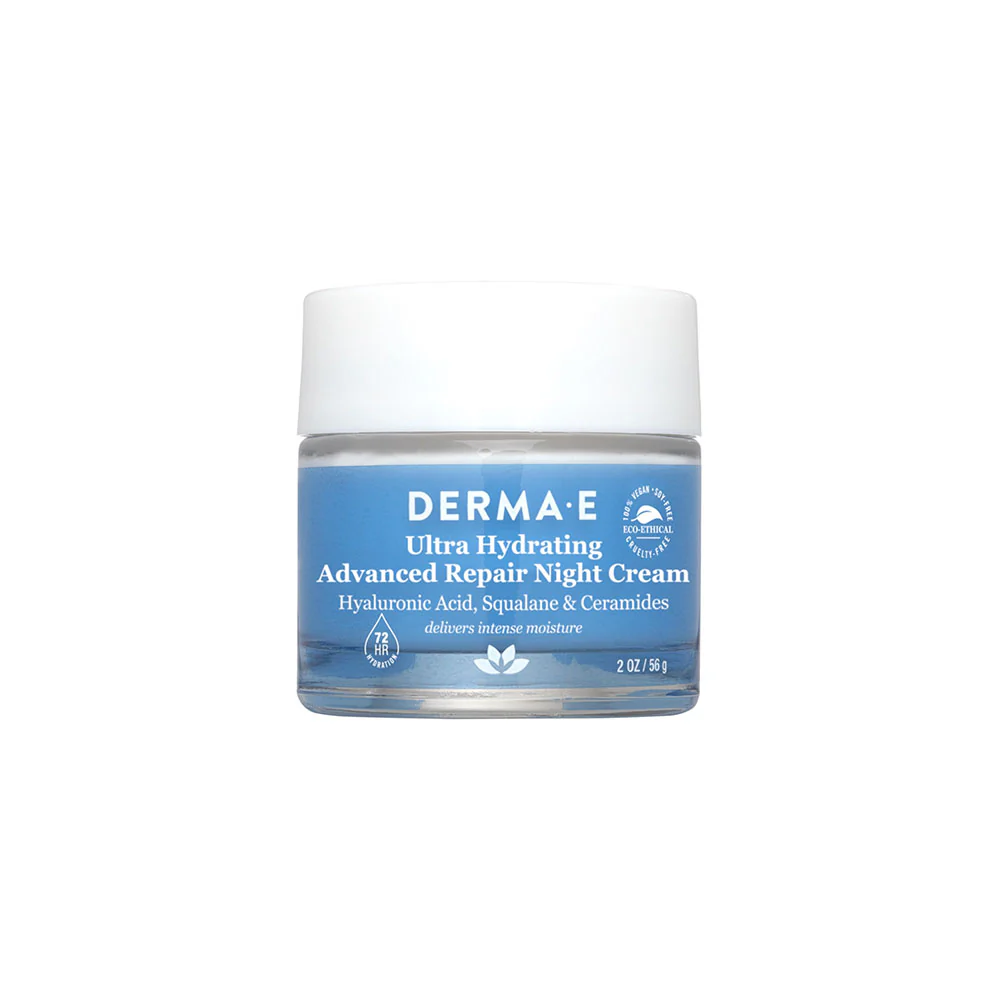 DERMA·E
100% VEGAN • SOY-FREE
ECO-ETHICAL
CRUELTY-FREE
Ultra Hydrating
Advanced Repair Night Cream
Hyaluronic Acid, Squalane & Ceramides
delivers intense moisture
72
HR
HYDRATION
2 OZ / 56 g